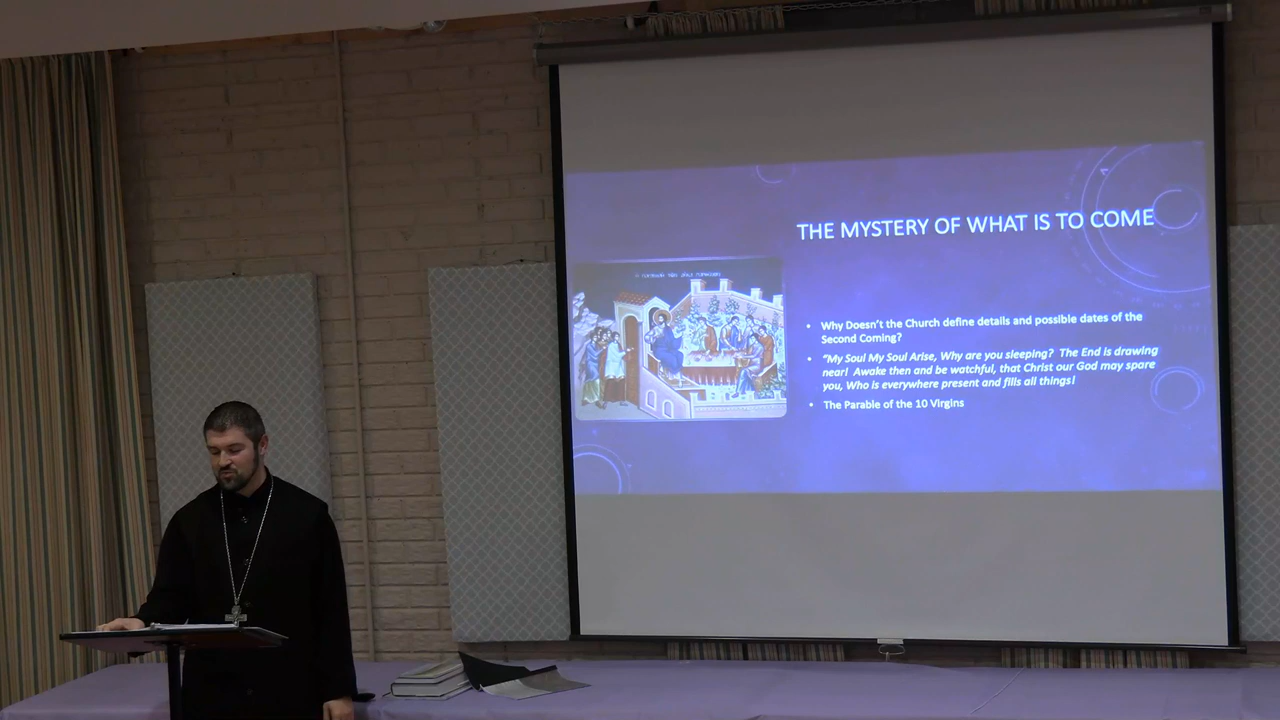 THE MYSTERY OF WHAT IS TO COME
• Why Doesn't the Church define details and possible dates of the
Second Coming?
• "My Soul My Soul Arise, Why are you sleeping? The End is drawing
near! Awake then and be watchful, that Christ our God may spare
you, Who is everywhere present and fills all things!
• The Parable of the 10 Virgins